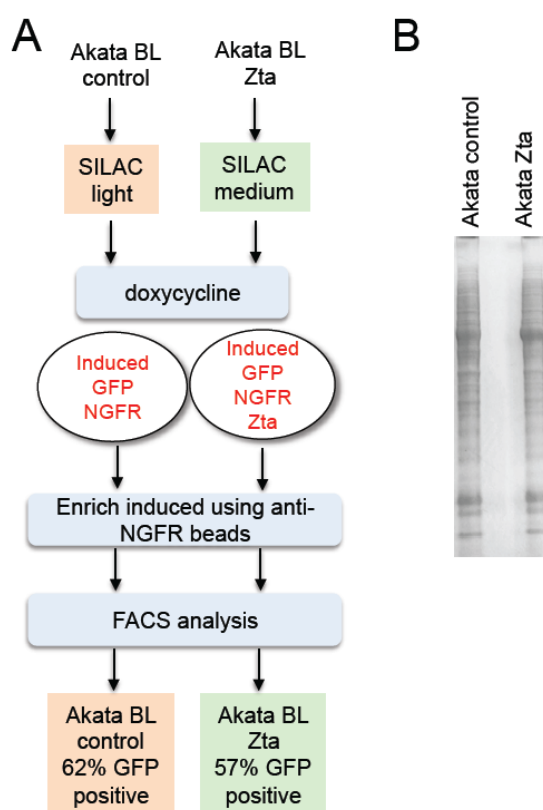 A
Akata BL
control
Akata BL
Zta
SILAC
light
SILAC
medium
doxycycline
Induced
GFP
NGFR
Induced
GFP
NGFR
Zta
Enrich induced using anti-
NGFR beads
FACS analysis
Akata BL
control
62% GFP
positive
Akata BL
Zta
57% GFP
positive
B
Akata control
Akata Zta